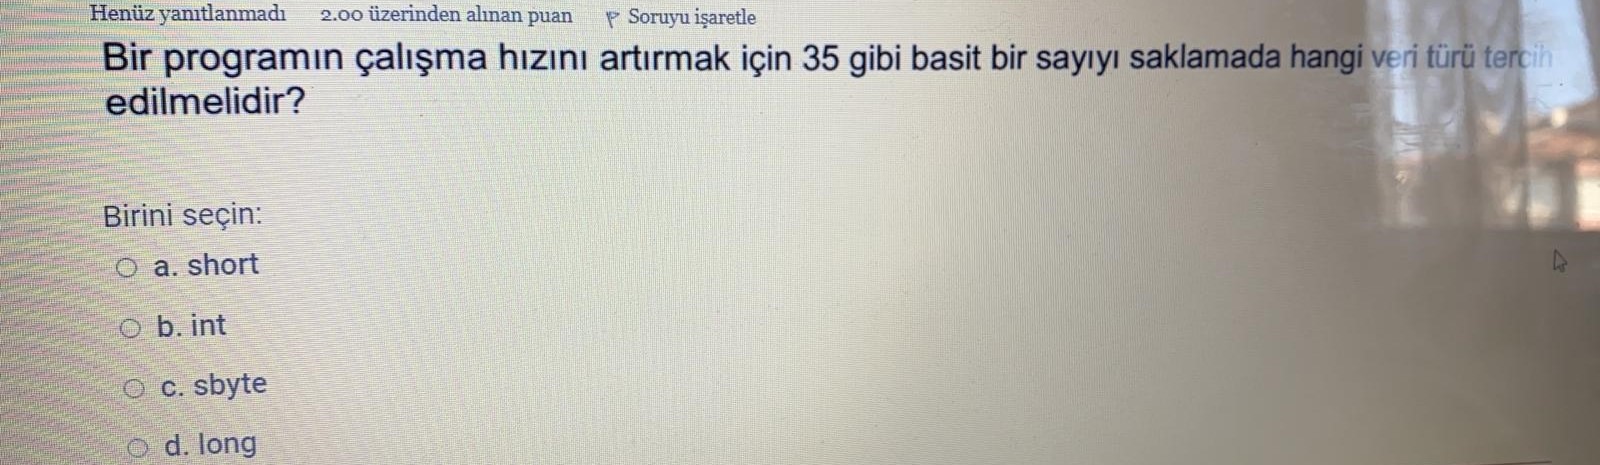 Henüz yanıtlanmadı 2.00 üzerinden alınan puan Soruyu işaretle
Bir programın çalışma hızını artırmak için 35 gibi basit bir sayıyı saklamada hangi veri türü tercih
edilmelidir?
Birini seçin:
a. short
b. int
c. sbyte
d. long